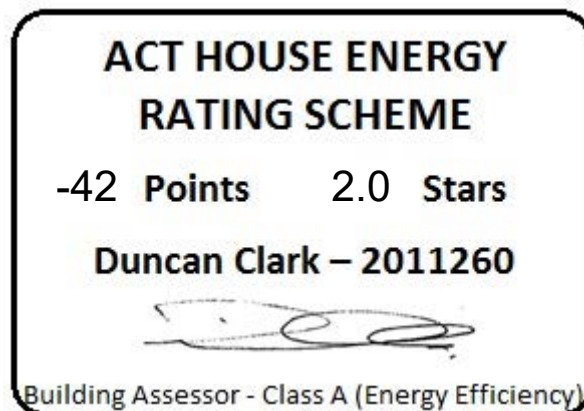 ACT HOUSE ENERGY
RATING SCHEME
-42 Points 2.0 Stars
Duncan Clark – 2011260
Building Assessor - Class A (Energy Efficiency)